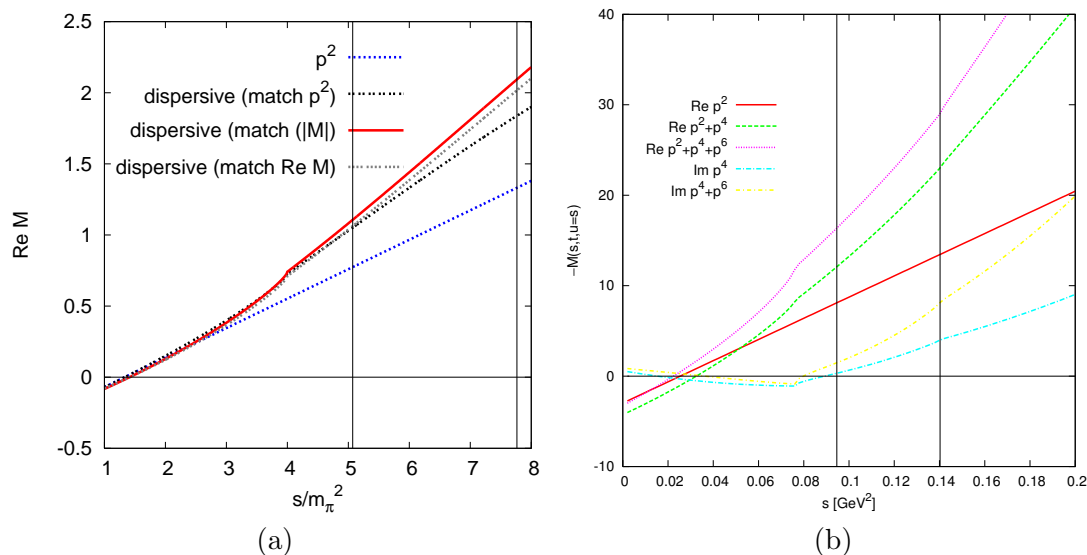 2.5
2
1.5
1
0.5
0
-0.5
Re M
p²
dispersive (match p²)
dispersive (match (|M|)
dispersive (match Re M)
1 2 3 4 5 6 7 8
s/mπ²
(a)
40
30
20
10
0
-10
−M(s,t,u=s)
Re p²
Re p²+p⁴
Re p²+p⁴+p⁶
Im p⁴
Im p⁴+p⁶
0 0.02 0.04 0.06 0.08 0.1 0.12 0.14 0.16 0.18 0.2
s [GeV²]
(b)